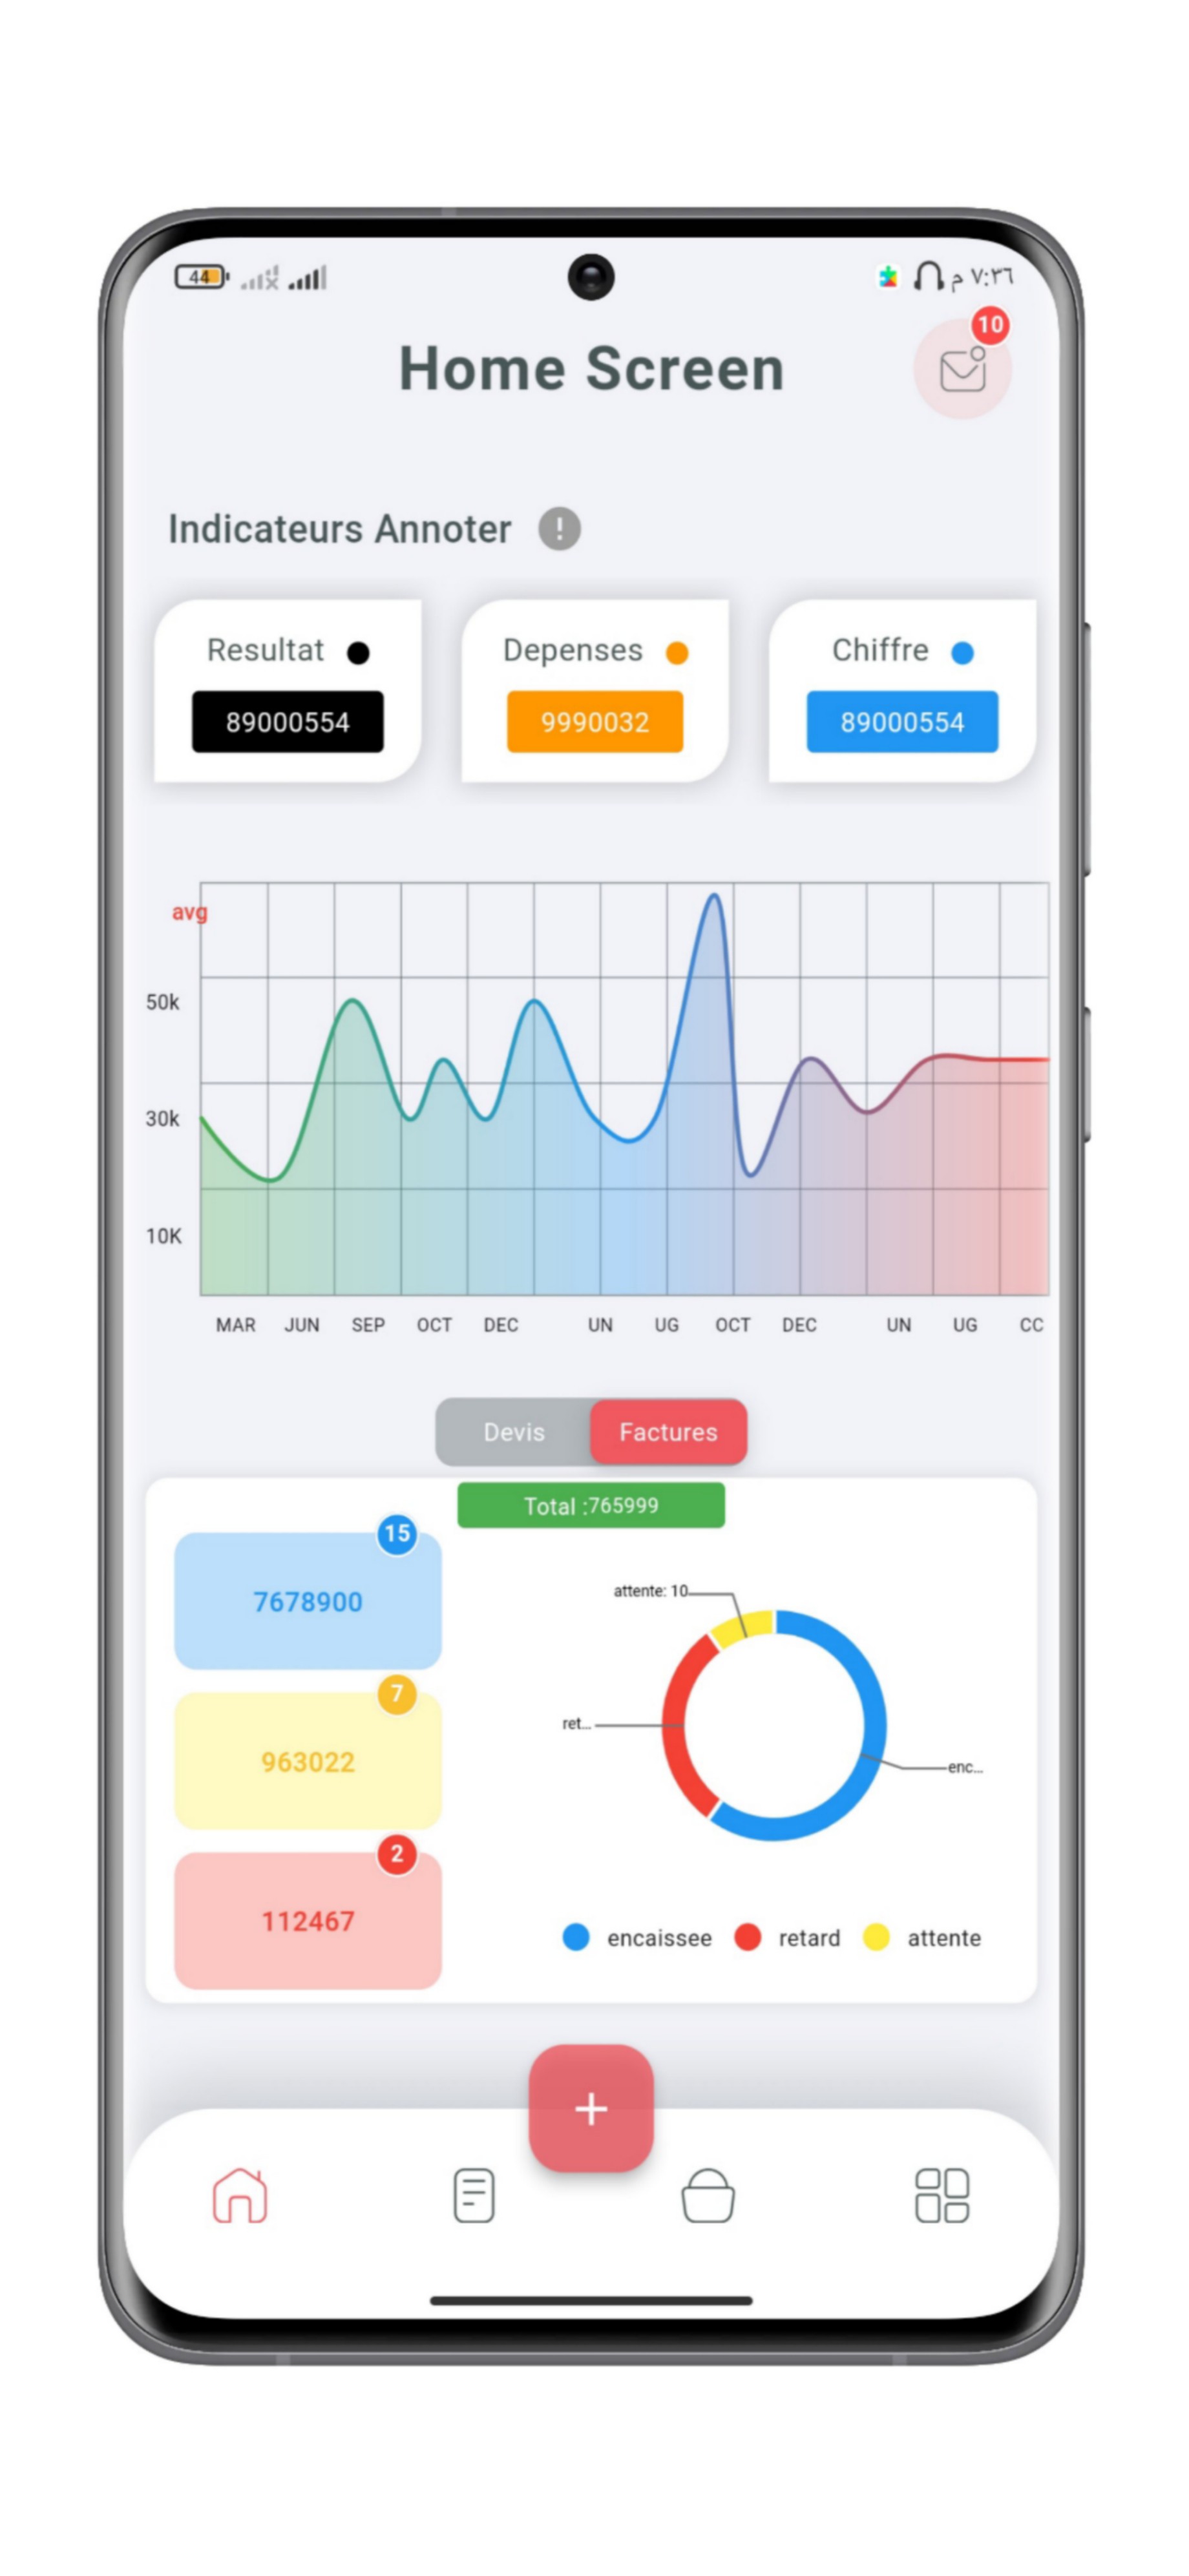 44 م ٧:٣٦
10
Home Screen
Indicateurs Annoter !
Resultat Depenses Chiffre
89000554 9990032 89000554
avg
50k
30k
10K
MAR JUN SEP OCT DEC UN UG OCT DEC UN UG CC
Devis Factures
Total :765999
15
7678900
attente: 10
7
963022
ret...
enc...
2
112467
encaissee retard attente
+